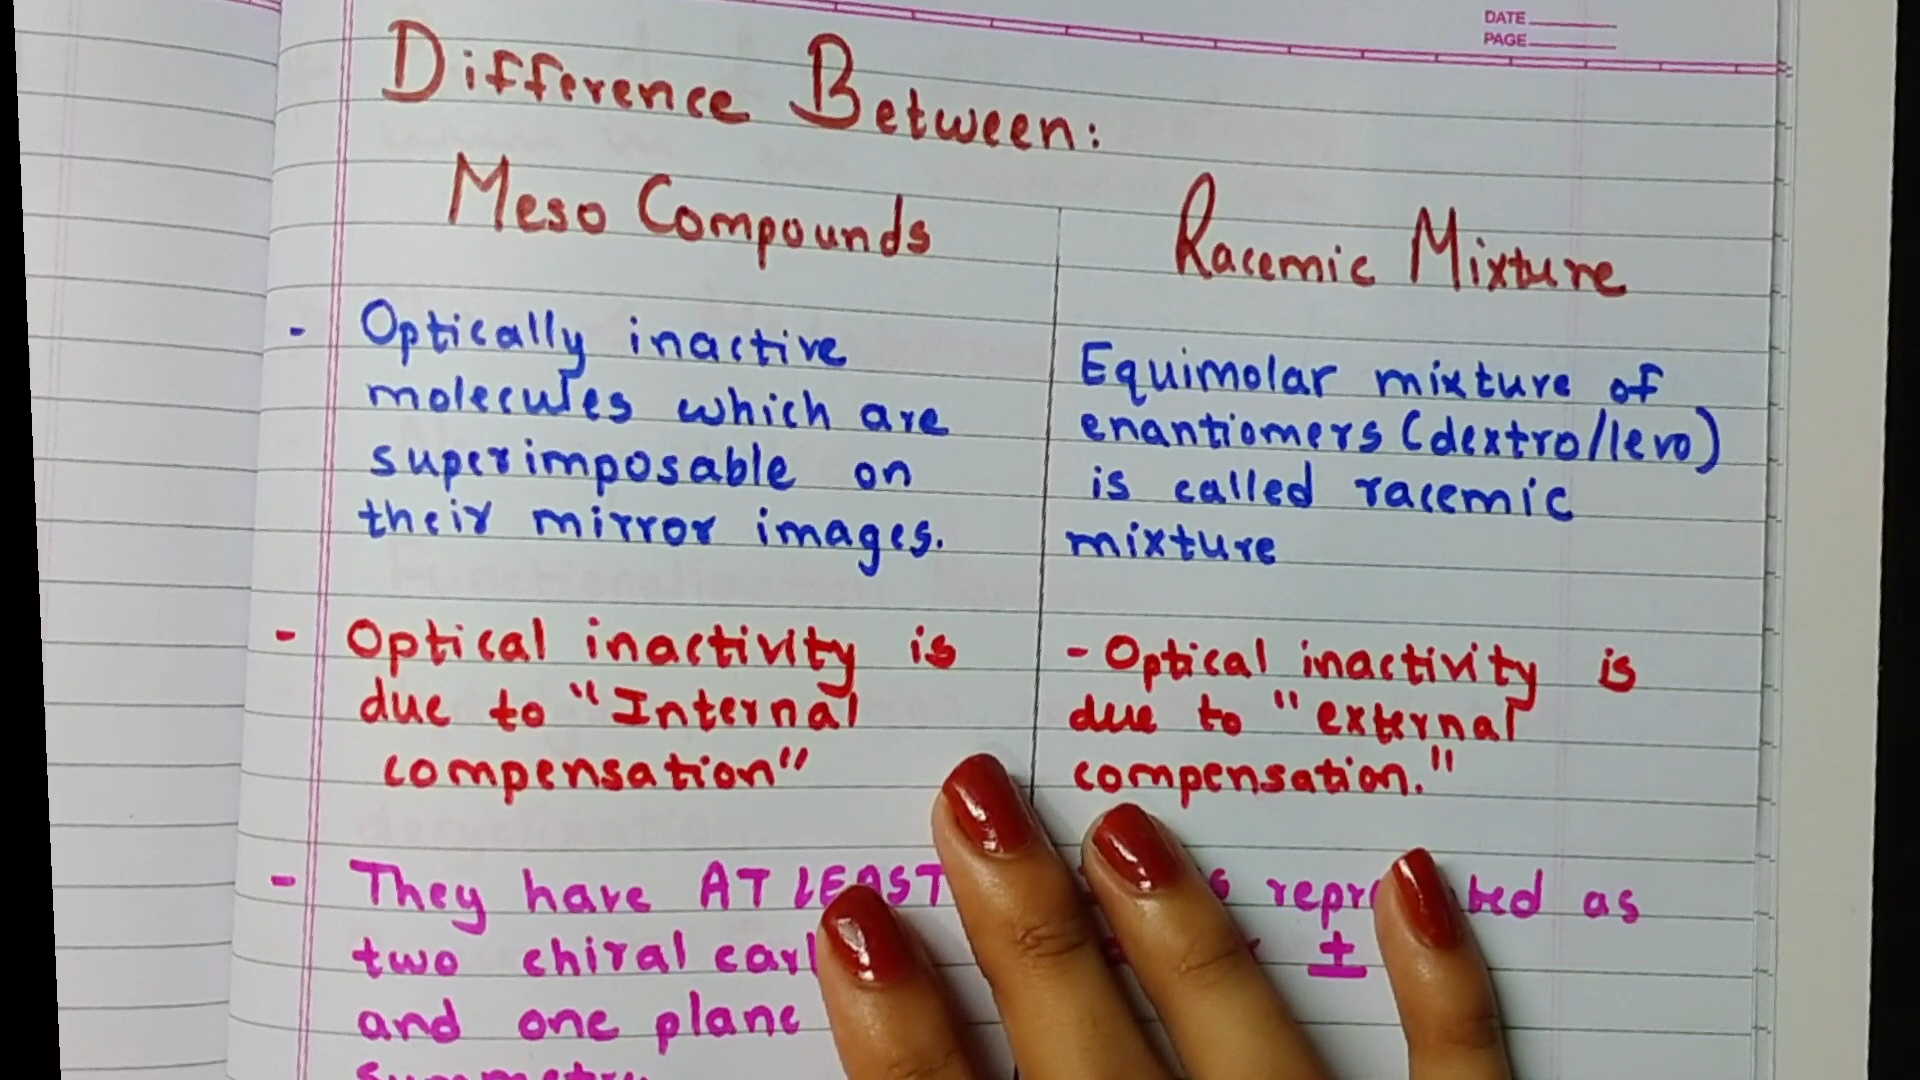 DATE
PAGE
Difference Between:
Meso Compounds
Racemic Mixture
- Optically inactive
molecules which are
superimposable on
their mirror images.
Equimolar mixture of
enantiomers (dextro/levo)
is called racemic
mixture
- Optical inactivity is
due to "Internal
compensation"
- Optical inactivity is
due to "external
compensation."
- They have AT LEAST
two chiral
and one plane
symmetry
as
±